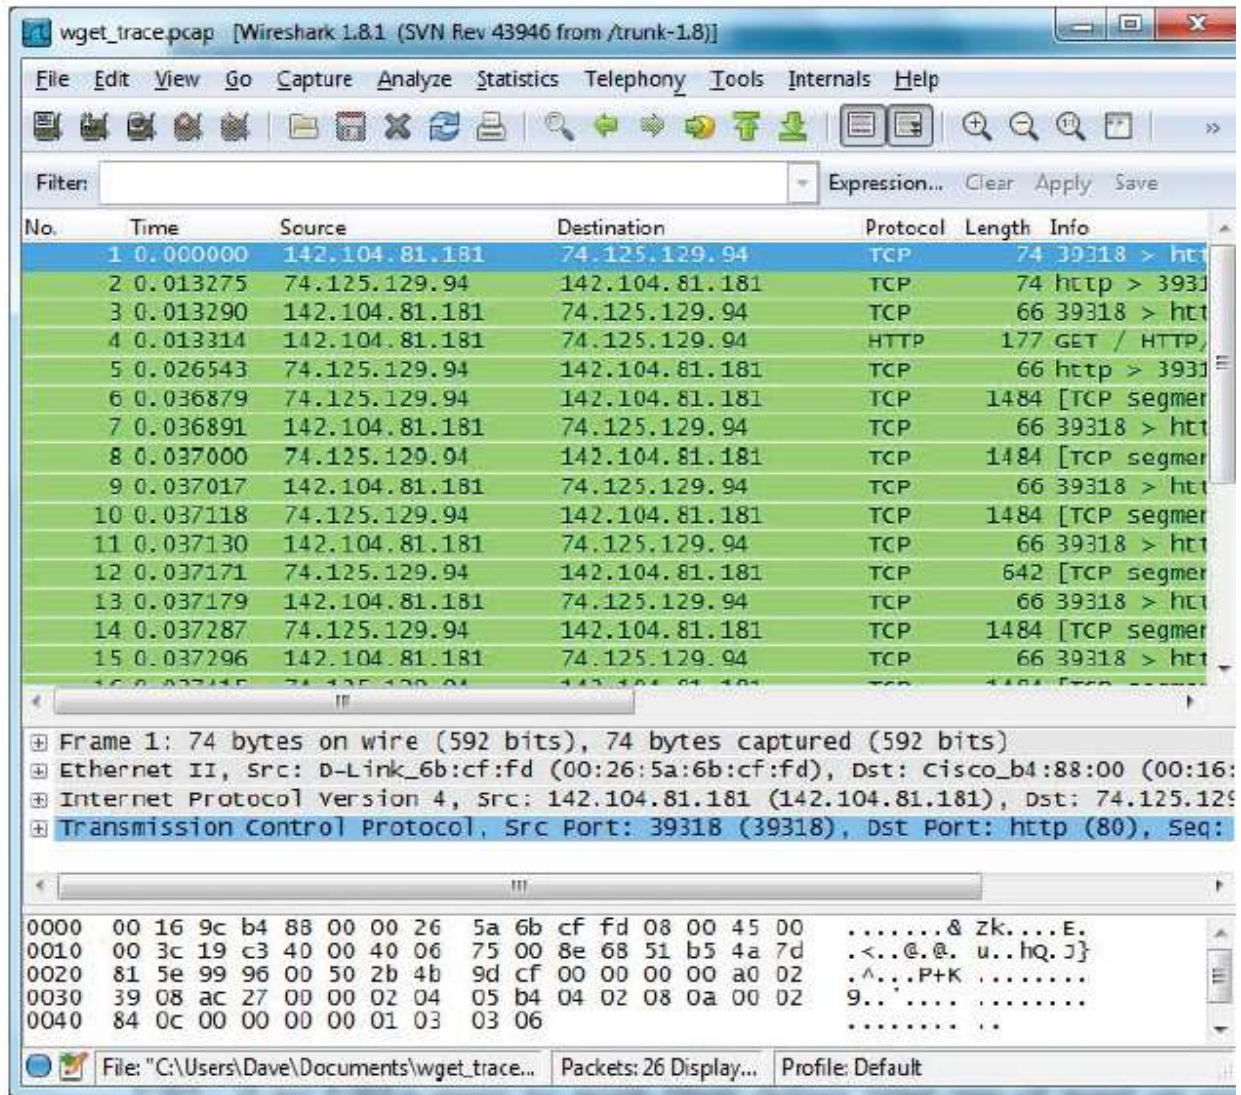 wget_trace.pcap [Wireshark 1.8.1 (SVN Rev 43946 from /trunk-1.8)]
File Edit View Go Capture Analyze Statistics Telephony Tools Internals Help
Filter: Expression... Clear Apply Save
No. Time Source Destination Protocol Length Info
1 0.000000 142.104.81.181 74.125.129.94 TCP 74 39318 > htt
2 0.013275 74.125.129.94 142.104.81.181 TCP 74 http > 3931
3 0.013290 142.104.81.181 74.125.129.94 TCP 66 39318 > htt
4 0.013314 142.104.81.181 74.125.129.94 HTTP 177 GET / HTTP/
5 0.026543 74.125.129.94 142.104.81.181 TCP 66 http > 3931
6 0.036879 74.125.129.94 142.104.81.181 TCP 1484 [TCP segmen
7 0.036891 142.104.81.181 74.125.129.94 TCP 66 39318 > htt
8 0.037000 74.125.129.94 142.104.81.181 TCP 1484 [TCP segmen
9 0.037017 142.104.81.181 74.125.129.94 TCP 66 39318 > htt
10 0.037118 74.125.129.94 142.104.81.181 TCP 1484 [TCP segmen
11 0.037130 142.104.81.181 74.125.129.94 TCP 66 39318 > htt
12 0.037171 74.125.129.94 142.104.81.181 TCP 642 [TCP segmen
13 0.037179 142.104.81.181 74.125.129.94 TCP 66 39318 > htt
14 0.037287 74.125.129.94 142.104.81.181 TCP 1484 [TCP segmen
15 0.037296 142.104.81.181 74.125.129.94 TCP 66 39318 > htt
Frame 1: 74 bytes on wire (592 bits), 74 bytes captured (592 bits)
Ethernet II, Src: D-Link_6b:cf:fd (00:26:5a:6b:cf:fd), Dst: Cisco_b4:88:00 (00:16:
Internet Protocol Version 4, Src: 142.104.81.181 (142.104.81.181), Dst: 74.125.129
Transmission Control Protocol, Src Port: 39318 (39318), Dst Port: http (80), Seq:
0000 00 16 9c b4 88 00 00 26 5a 6b cf fd 08 00 45 00 .......& Zk....E.
0010 00 3c 19 c3 40 00 40 06 75 00 8e 68 51 b5 4a 7d .<..@.@. u..hQ.J}
0020 81 5e 99 96 00 50 2b 4b 9d cf 00 00 00 00 a0 02 .^...P+K ........
0030 39 08 ac 27 00 00 02 04 05 b4 04 02 08 0a 00 02 9..'.... ........
0040 84 0c 00 00 00 00 01 03 03 06 ........ ..
File: "C:\Users\Dave\Documents\wget_trace... Packets: 26 Display... Profile: Default